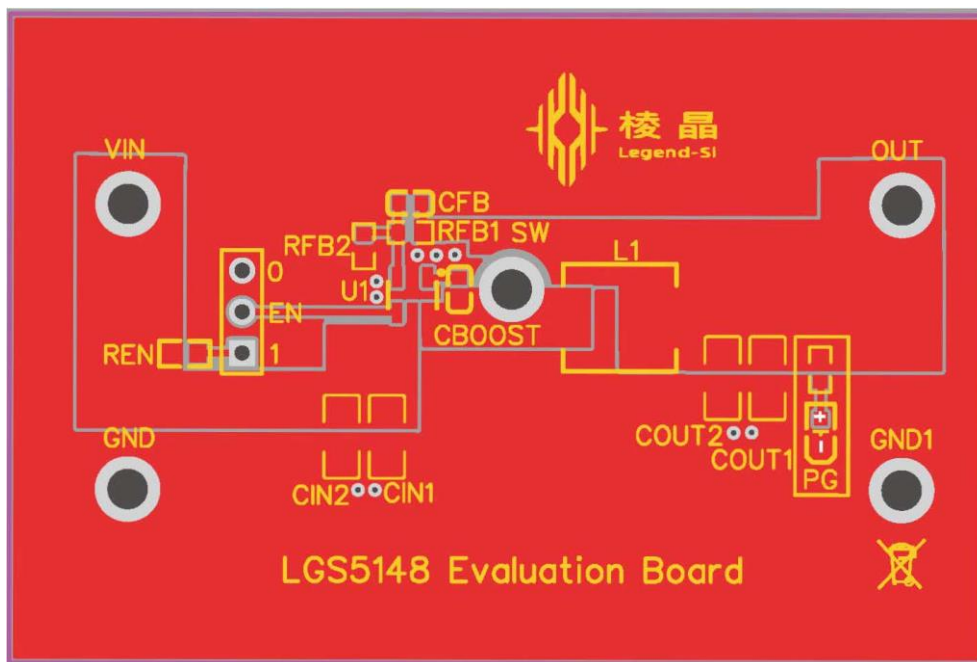 棱晶
Legend-Si
VIN
OUT
CFB
RFB1
SW
RFB2
L1
0
U1
EN
CBOOST
REN
1
+
-
GND
COUT2
COUT1
GND1
PG
CIN2
CIN1
LGS5148 Evaluation Board